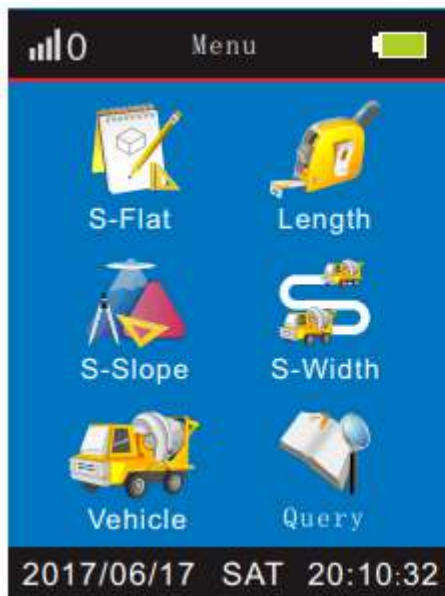 0 Menu
S-Flat Length
S-Slope S-Width
Vehicle Query
2017/06/17 SAT 20:10:32